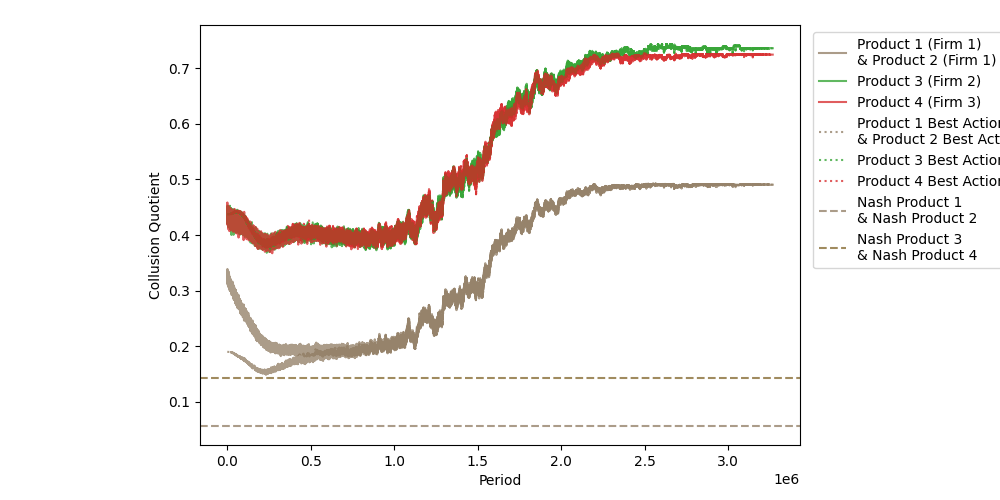 0.7
0.6
0.5
0.4
0.3
0.2
0.1
Collusion Quotient
0.0 0.5 1.0 1.5 2.0 2.5 3.0
1e6
Period
Product 1 (Firm 1)
& Product 2 (Firm 1)
Product 3 (Firm 2)
Product 4 (Firm 3)
Product 1 Best Action
& Product 2 Best Act
Product 3 Best Action
Product 4 Best Action
Nash Product 1
& Nash Product 2
Nash Product 3
& Nash Product 4